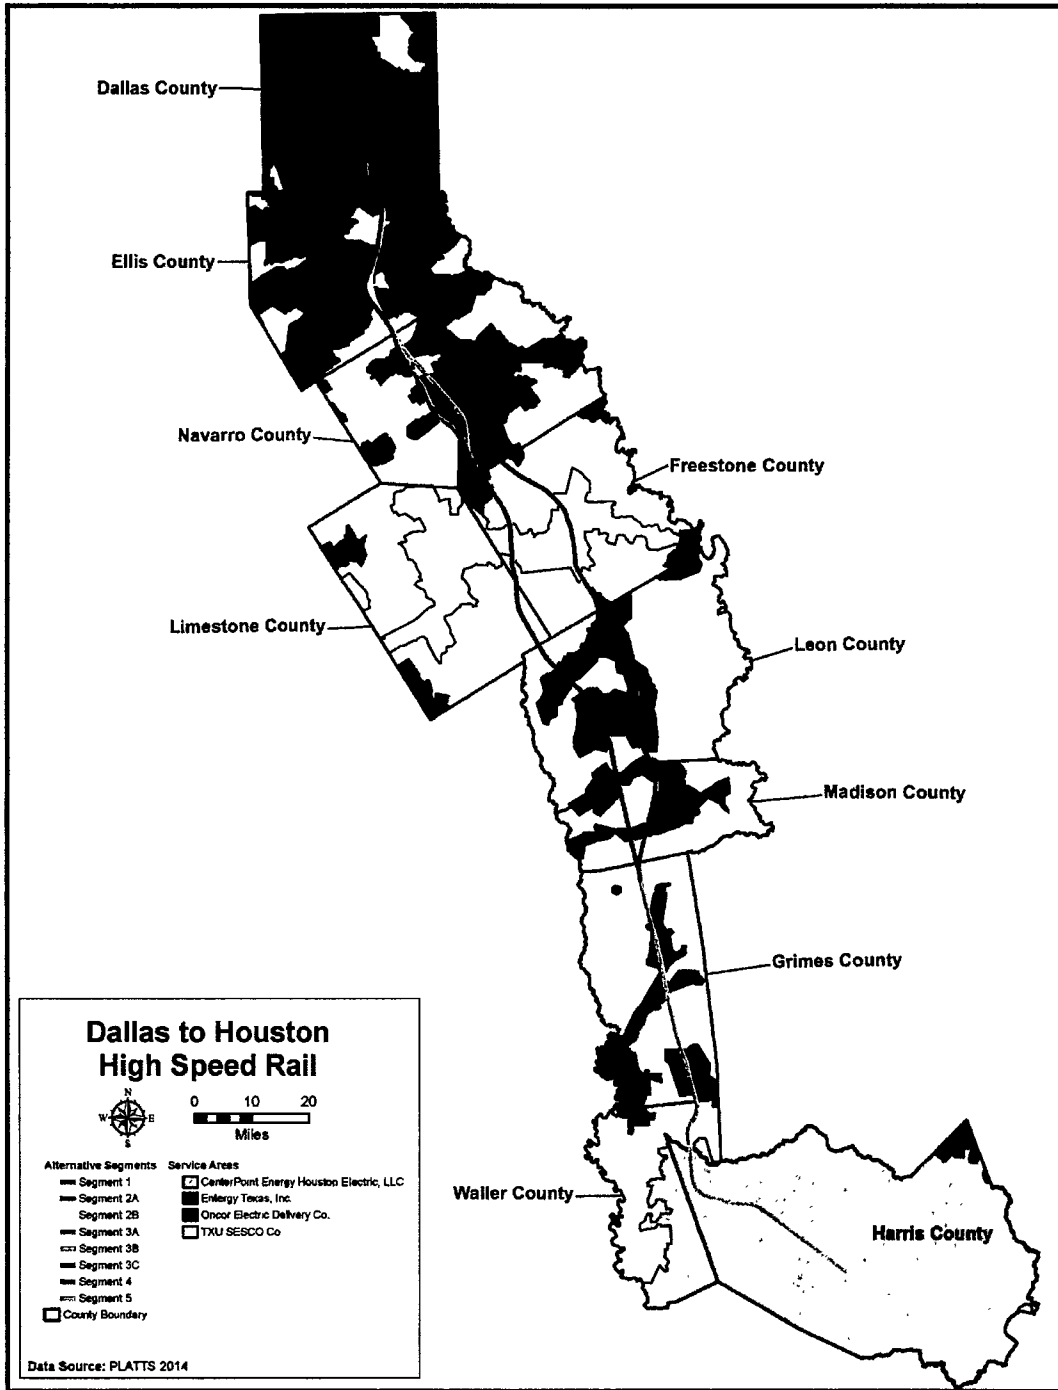 Dallas County
Ellis County
Navarro County
Freestone County
Limestone County
Leon County
Madison County
Grimes County
Waller County
Harris County
Dallas to Houston
High Speed Rail
N
W E
S
0 10 20
Miles
Alternative Segments
Segment 1
Segment 2A
Segment 2B
Segment 3A
Segment 3B
Segment 3C
Segment 4
Segment 5
County Boundary
Service Areas
CenterPoint Energy Houston Electric, LLC
Entergy Texas, Inc.
Oncor Electric Delivery Co.
TXU SESCO Co
Data Source: PLATTS 2014